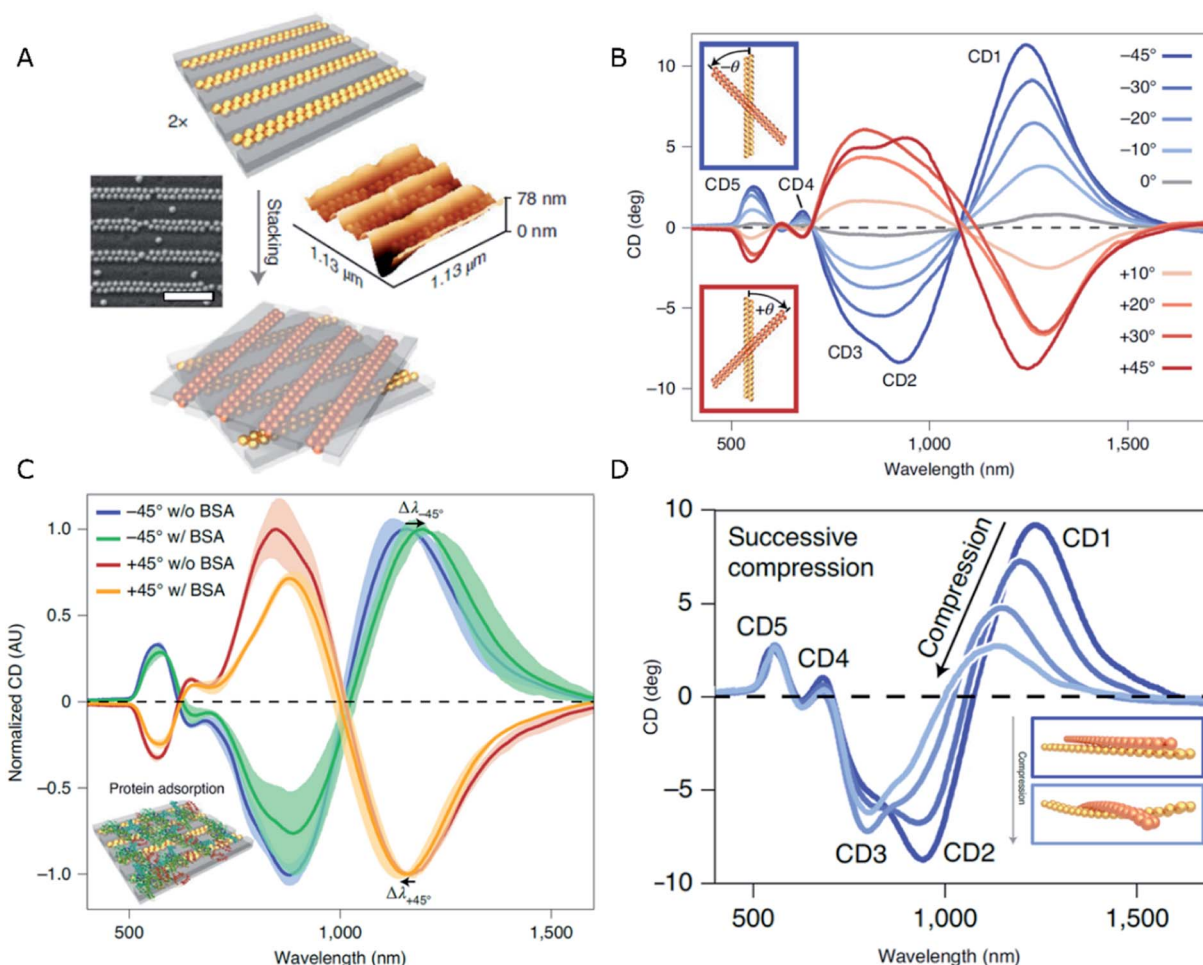 A
2×
Stacking
78 nm
0 nm
1.13 μm
1.13 μm
B
CD (deg)
10
5
0
−5
−10
−θ
+θ
CD5
CD4
CD1
CD3
CD2
−45°
−30°
−20°
−10°
0°
+10°
+20°
+30°
+45°
500
1,000
1,500
Wavelength (nm)
C
Normalized CD (AU)
1.0
0.5
0
−0.5
−1.0
−45° w/o BSA
−45° w/ BSA
+45° w/o BSA
+45° w/ BSA
Δλ−45°
Δλ+45°
Protein adsorption
500
1,000
1,500
Wavelength (nm)
D
CD (deg)
10
5
0
−5
−10
Successive
compression
Compression
CD1
CD5
CD4
CD3
CD2
Compression
500
1,000
1,500
Wavelength (nm)